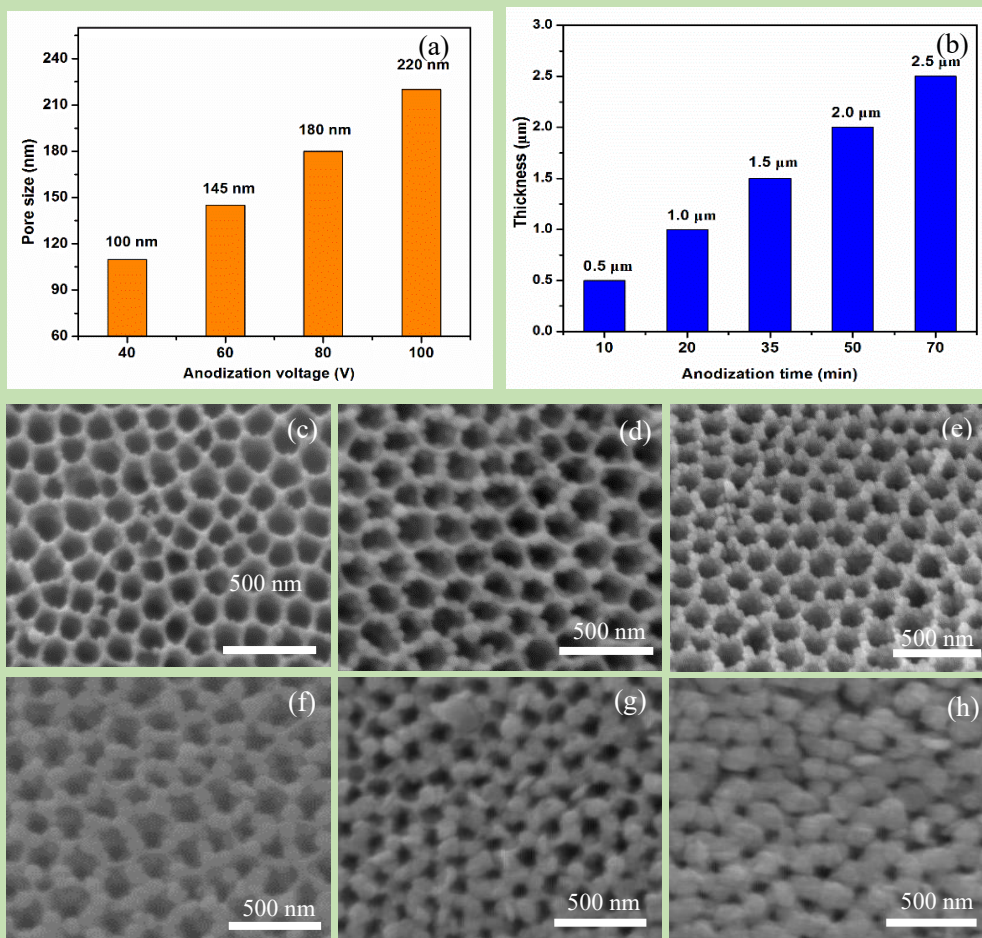 (a)
240
210
180
150
120
90
60
Pore size (nm)
100 nm
145 nm
180 nm
220 nm
40 60 80 100
Anodization voltage (V)
(b)
3.0
2.5
2.0
1.5
1.0
0.5
0.0
Thickness (μm)
0.5 μm
1.0 μm
1.5 μm
2.0 μm
2.5 μm
10 20 35 50 70
Anodization time (min)
(c)
500 nm
(d)
500 nm
(e)
500 nm
(f)
500 nm
(g)
500 nm
(h)
500 nm